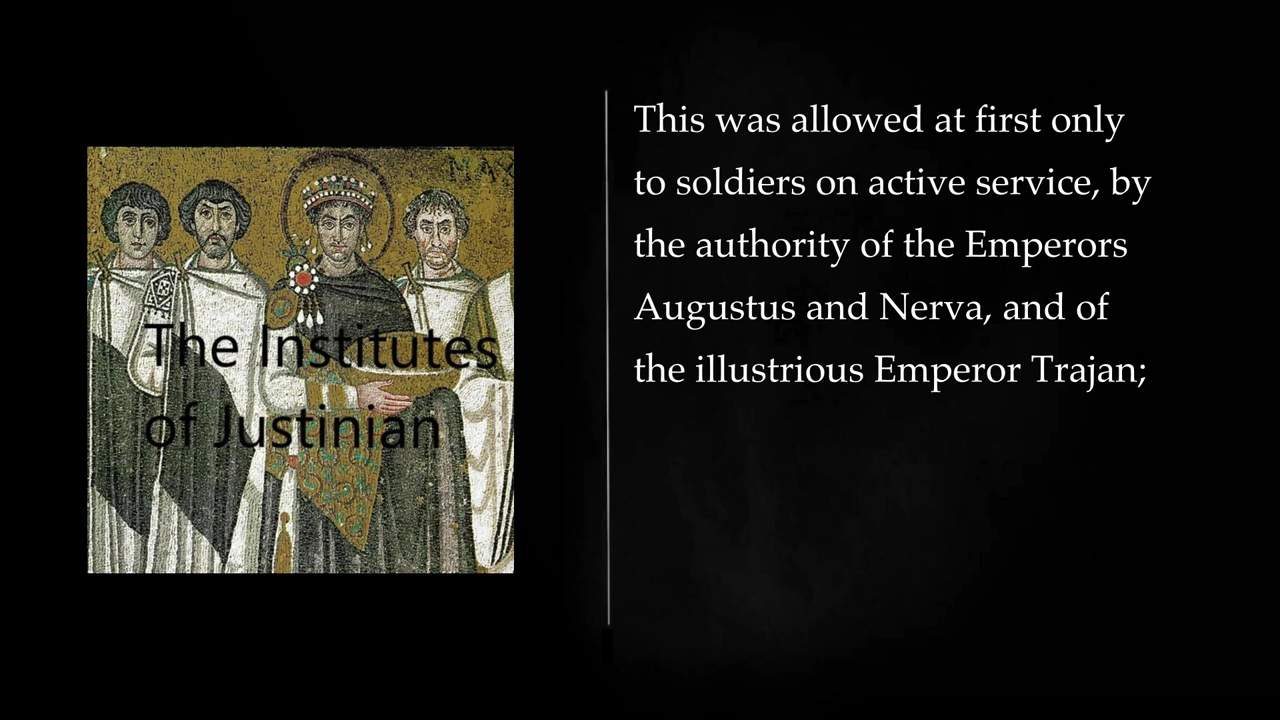 MAX
The Institutes
of Justinian
This was allowed at first only
to soldiers on active service, by
the authority of the Emperors
Augustus and Nerva, and of
the illustrious Emperor Trajan;